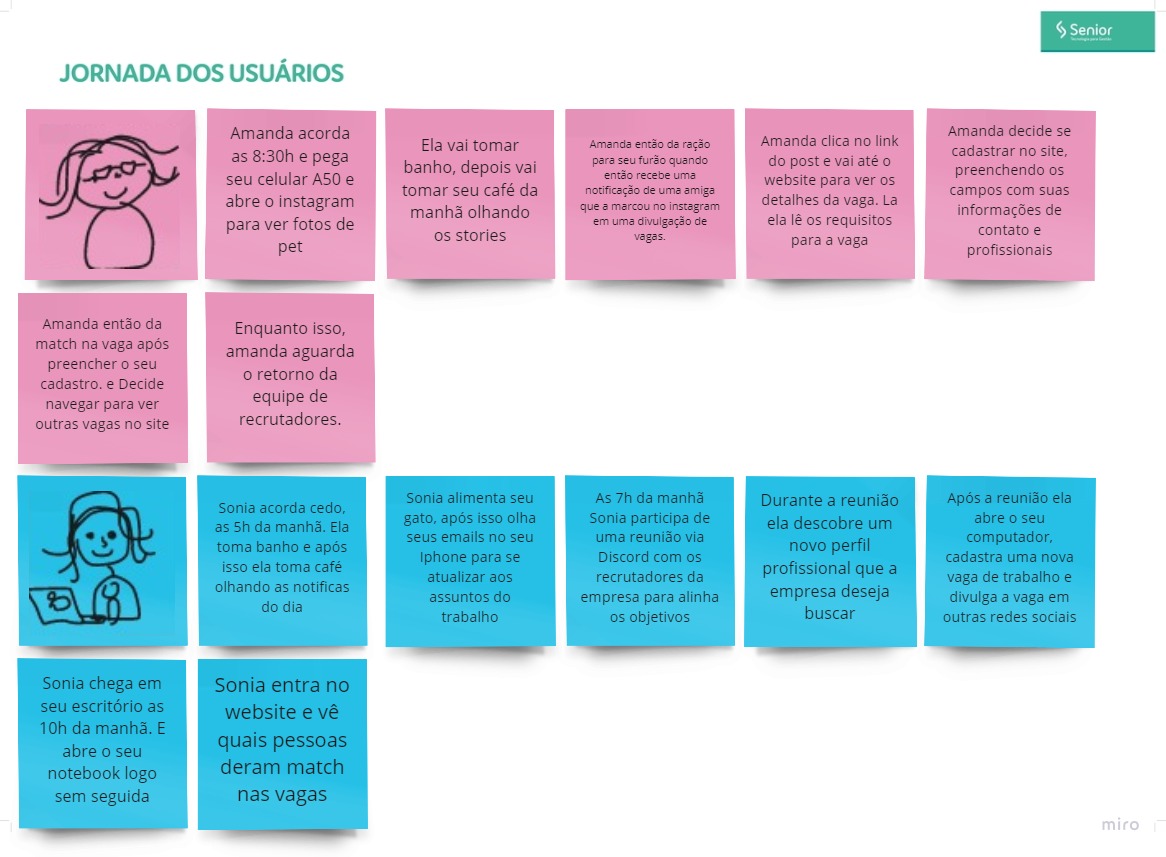 Senior
Tecnologia para Gestão
JORNADA DOS USUÁRIOS
Amanda acorda
as 8:30h e pega
seu celular A50 e
abre o instagram
para ver fotos de
pet
Ela vai tomar
banho, depois vai
tomar seu café da
manhã olhando
os stories
Amanda então da ração
para seu furão quando
então recebe uma
notificação de uma amiga
que a marcou no instagram
em uma divulgação de
vagas.
Amanda clica no link
do post e vai até o
website para ver os
detalhes da vaga. La
ela lê os requisitos
para a vaga
Amanda decide se
cadastrar no site,
preenchendo os
campos com suas
informações de
contato e
profissionais
Amanda então da
match na vaga após
preencher o seu
cadastro. e Decide
navegar para ver
outras vagas no site
Enquanto isso,
amanda aguarda
o retorno da
equipe de
recrutadores.
Sonia acorda cedo,
as 5h da manhã. Ela
toma banho e após
isso ela toma café
olhando as notificas
do dia
Sonia alimenta seu
gato, após isso olha
seus emails no seu
Iphone para se
atualizar aos
assuntos do
trabalho
As 7h da manhã
Sonia participa de
uma reunião via
Discord com os
recrutadores da
empresa para alinha
os objetivos
Durante a reunião
ela descobre um
novo perfil
profissional que a
empresa deseja
buscar
Após a reunião ela
abre o seu
computador,
cadastra uma nova
vaga de trabalho e
divulga a vaga em
outras redes sociais
Sonia chega em
seu escritório as
10h da manhã. E
abre o seu
notebook logo
sem seguida
Sonia entra no
website e vê
quais pessoas
deram match
nas vagas
miro